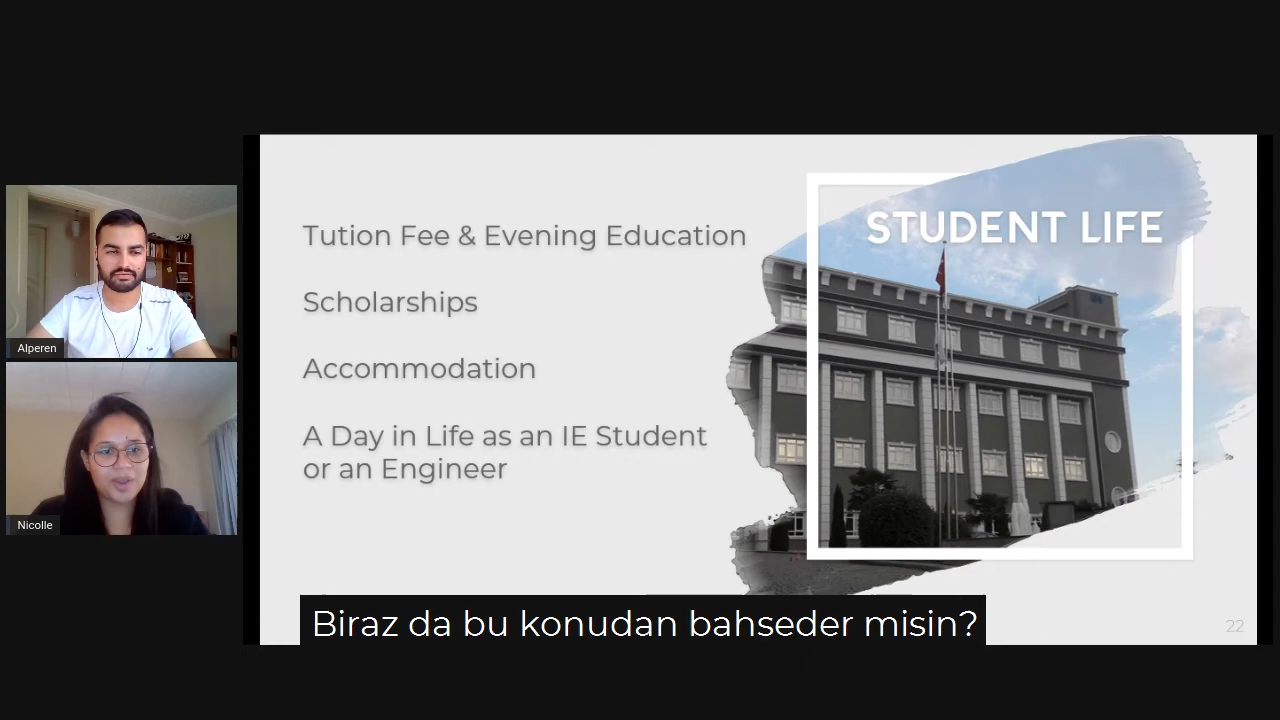 Alperen
Nicolle
Tution Fee & Evening Education
Scholarships
Accommodation
A Day in Life as an IE Student
or an Engineer
STUDENT LIFE
Biraz da bu konudan bahseder misin?
22